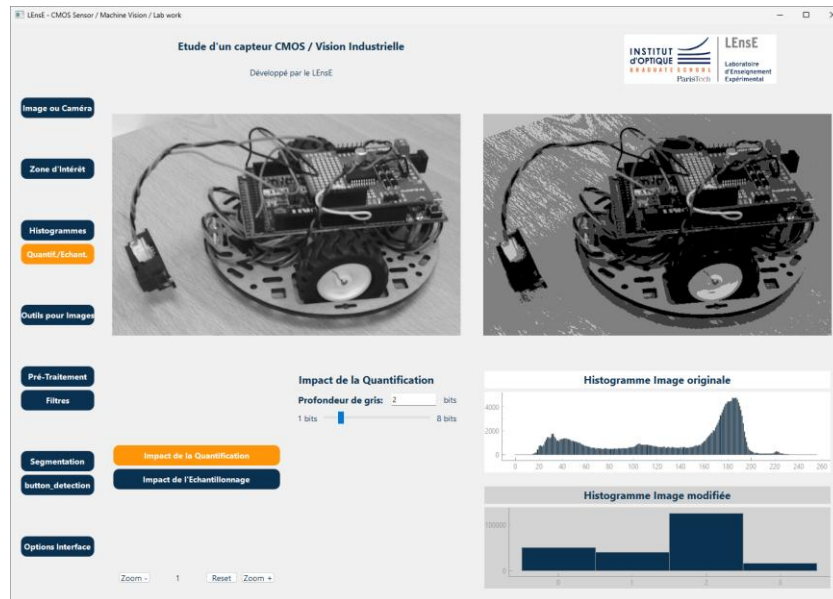 LEnsE - CMOS Sensor / Machine Vision / Lab work
Etude d'un capteur CMOS / Vision Industrielle
Développé par le LEnsE
INSTITUT
d'OPTIQUE
GRADUATE SCHOOL
ParisTech
LEnsE
Laboratoire
d'Enseignement
Expérimental
Image ou Caméra
Zone d'Intérêt
Histogrammes
Quantif./Echant.
Outils pour Images
Pré-Traitement
Filtres
Segmentation
button_detection
Options Interface
Impact de la Quantification
Profondeur de gris: 2 bits
1 bits 8 bits
Impact de la Quantification
Impact de l'Echantillonnage
Zoom - 1 Reset Zoom +
Histogramme Image originale
4000
2000
0
0 20 40 60 80 100 120 140 160 180 200 220 240 260
Histogramme Image modifiée
100000
0
0 1 2 3